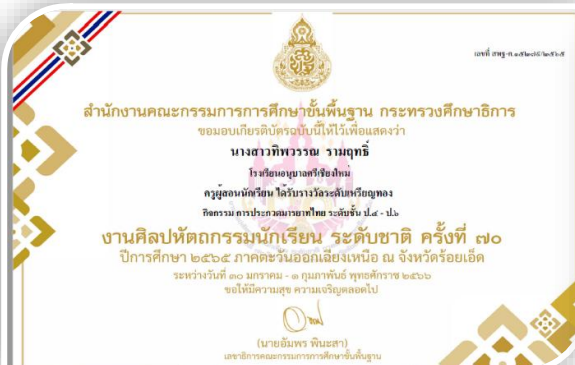 สำนักงานคณะกรรมการการศึกษาขั้นพื้นฐาน กระทรวงศึกษาธิการ
ขอมอบเกียรติบัตรฉบับนี้ให้ไว้เพื่อแสดงว่า
นางสาวทิพวรรณ รามฤทธิ์
โรงเรียนอนุบาลศรีเชียงใหม่
ครูผู้สอนนักเรียน ได้รับรางวัลระดับเหรียญทอง
กิจกรรม การประกวดมารยาทไทย ระดับชั้น ป.๔ - ป.๖
งานศิลปหัตถกรรมนักเรียน ระดับชาติ ครั้งที่ ๗๐
ปีการศึกษา ๒๕๖๕ ภาคตะวันออกเฉียงเหนือ ณ จังหวัดร้อยเอ็ด
ระหว่างวันที่ ๓๐ มกราคม - ๑ กุมภาพันธ์ พุทธศักราช ๒๕๖๖
ขอให้มีความสุข ความเจริญตลอดไป
(นายอัมพร พินะสา)
เลขาธิการคณะกรรมการการศึกษาขั้นพื้นฐาน